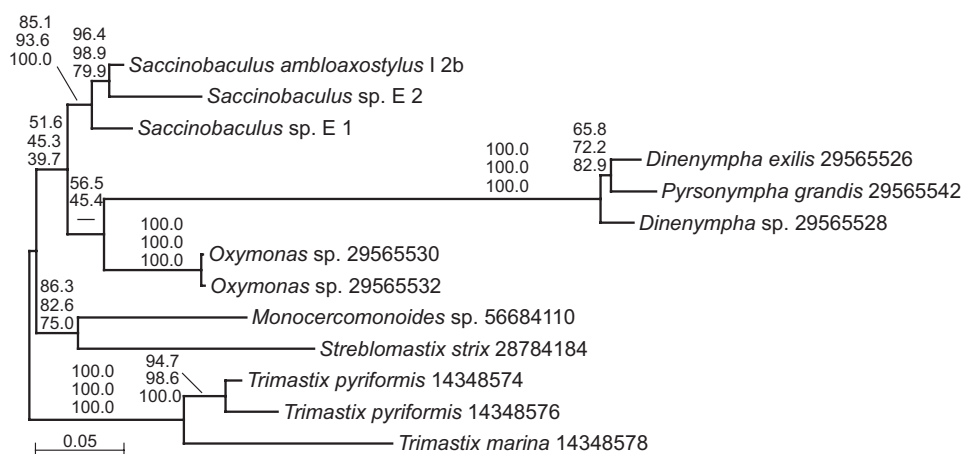 85.1
93.6
100.0
96.4
98.9
79.9
Saccinobaculus ambloaxostylus I 2b
Saccinobaculus sp. E 2
Saccinobaculus sp. E 1
51.6
45.3
39.7
65.8
72.2
82.9
100.0
100.0
100.0
Dinenympha exilis 29565526
Pyrsonympha grandis 29565542
Dinenympha sp. 29565528
56.5
45.4
—
100.0
100.0
100.0
Oxymonas sp. 29565530
Oxymonas sp. 29565532
86.3
82.6
75.0
Monocercomonoides sp. 56684110
Streblomastix strix 28784184
94.7
98.6
100.0
100.0
100.0
100.0
Trimastix pyriformis 14348574
Trimastix pyriformis 14348576
Trimastix marina 14348578
0.05